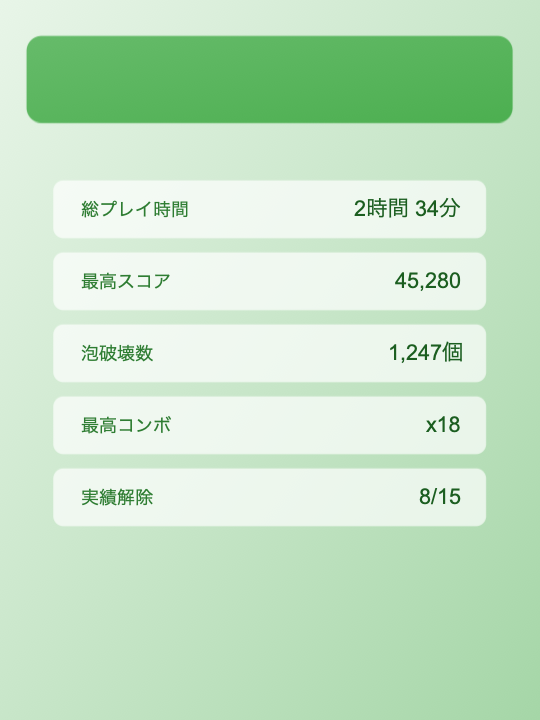 総プレイ時間 2時間 34分
最高スコア 45,280
泡破壊数 1,247個
最高コンボ x18
実績解除 8/15